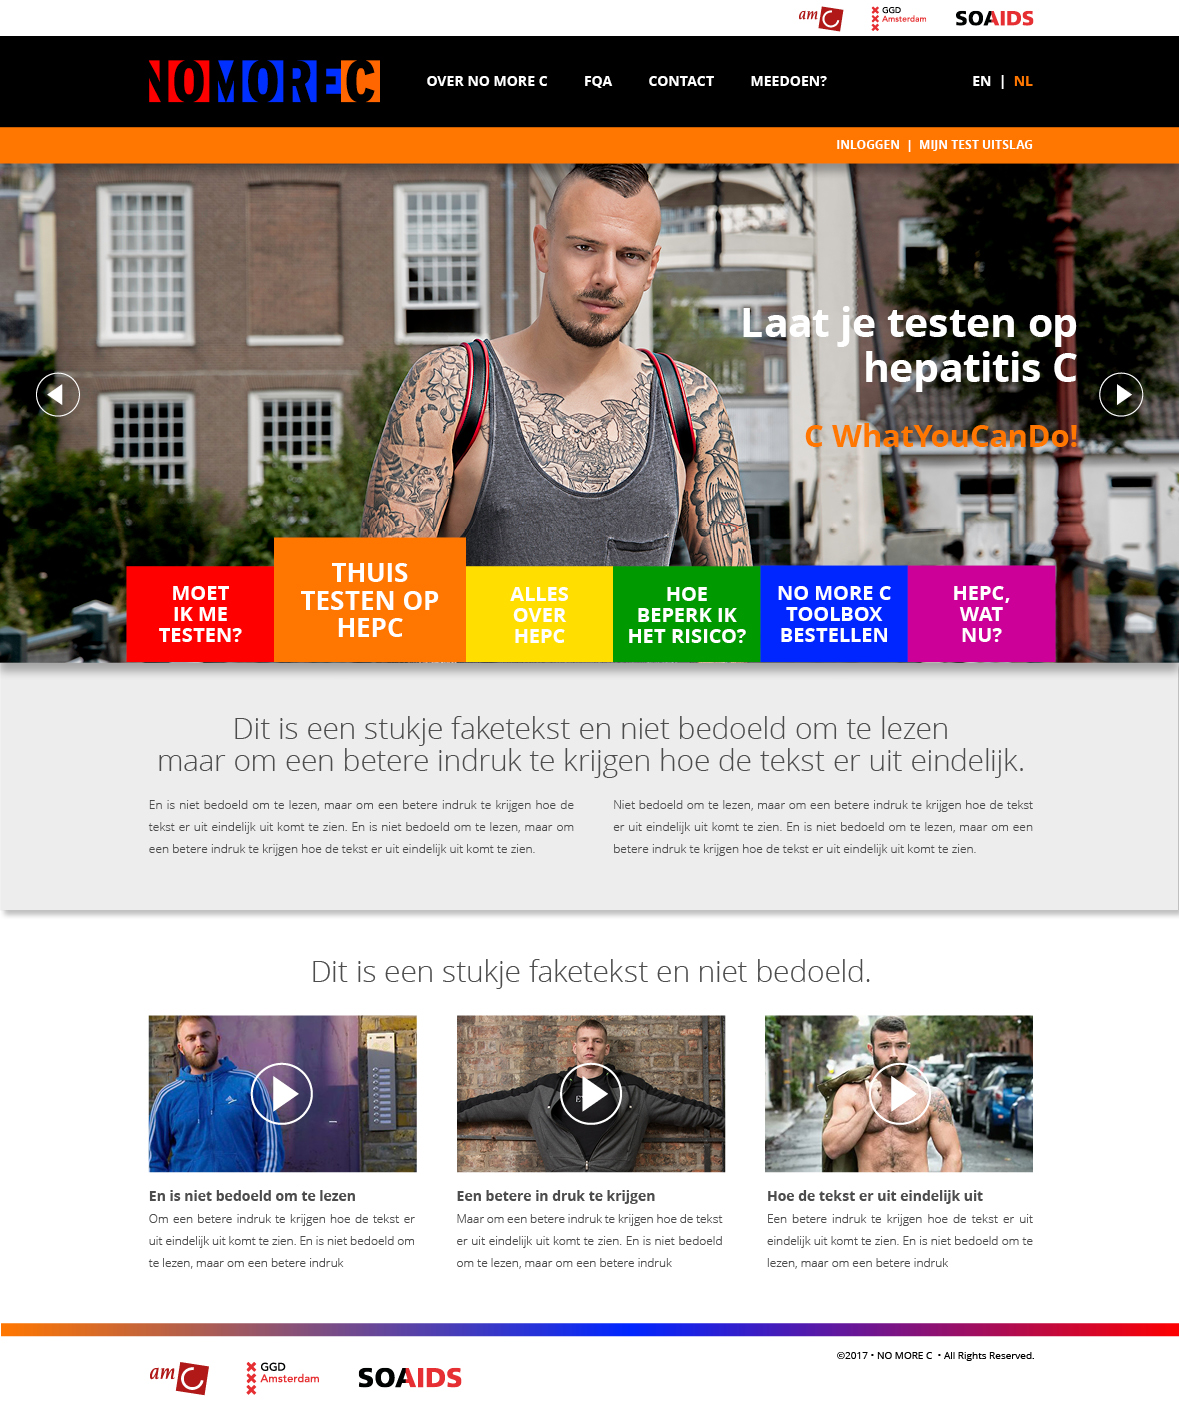 amC
GGD
Amsterdam
SOAIDS
NOMOREC
OVER NO MORE C FQA CONTACT MEEDOEN? EN | NL
INLOGGEN | MIJN TEST UITSLAG
Laat je testen op
hepatitis C
C WhatYouCanDo!
MOET
IK ME
TESTEN?
THUIS
TESTEN OP
HEPC
ALLES
OVER
HEPC
HOE
BEPERK IK
HET RISICO?
NO MORE C
TOOLBOX
BESTELLEN
HEPC,
WAT
NU?
Dit is een stukje faketekst en niet bedoeld om te lezen
maar om een betere indruk te krijgen hoe de tekst er uit eindelijk.
En is niet bedoeld om te lezen, maar om een betere indruk te krijgen hoe de
tekst er uit eindelijk uit komt te zien. En is niet bedoeld om te lezen, maar om
een betere indruk te krijgen hoe de tekst er uit eindelijk uit komt te zien.
Niet bedoeld om te lezen, maar om een betere indruk te krijgen hoe de tekst
er uit eindelijk uit komt te zien. En is niet bedoeld om te lezen, maar om een
betere indruk te krijgen hoe de tekst er uit eindelijk uit komt te zien.
Dit is een stukje faketekst en niet bedoeld.
En is niet bedoeld om te lezen
Om een betere indruk te krijgen hoe de tekst er
uit eindelijk uit komt te zien. En is niet bedoeld om
te lezen, maar om een betere indruk
Een betere in druk te krijgen
Maar om een betere indruk te krijgen hoe de tekst
er uit eindelijk uit komt te zien. En is niet bedoeld
om te lezen, maar om een betere indruk
Hoe de tekst er uit eindelijk uit
Een betere indruk te krijgen hoe de tekst er uit
eindelijk uit komt te zien. En is niet bedoeld om te
lezen, maar om een betere indruk
©2017 • NO MORE C • All Rights Reserved.
amC
GGD
Amsterdam
SOAIDS